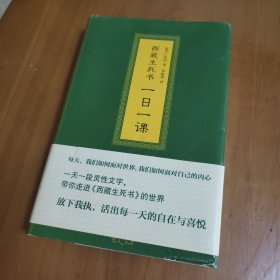 西藏生死书
一日一课
每天，我们如何面对世界，我们如何面对自己的内心
一天一段灵性文字，
带你走进《西藏生死书》的世界
放下我执，活出每一天的自在与喜悦